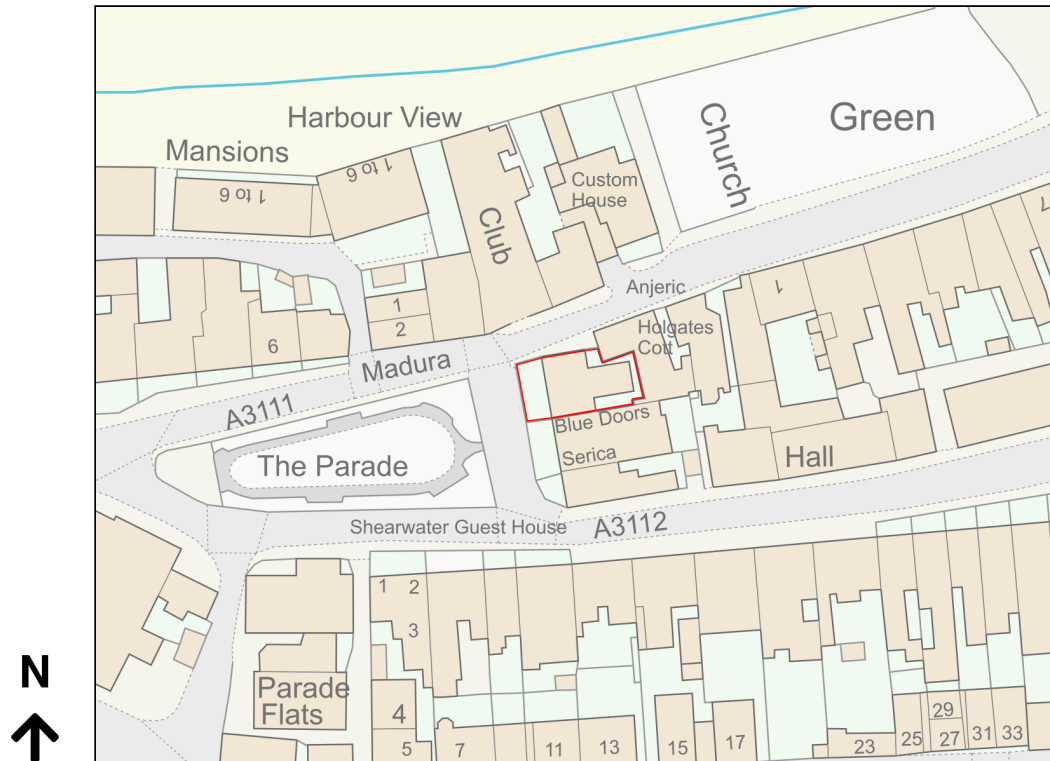 Harbour View
Mansions
1 to 6
1 to 6
Club
Custom
House
Church
Green
7
Anjeric
1
Holgates
Cott
1
2
6
Madura
A3111
The Parade
Blue Doors
Serica
Hall
Shearwater Guest House
A3112
1
2
3
Parade
Flats
4
5
7
11
13
15
17
23
25
29
27
31
33
N